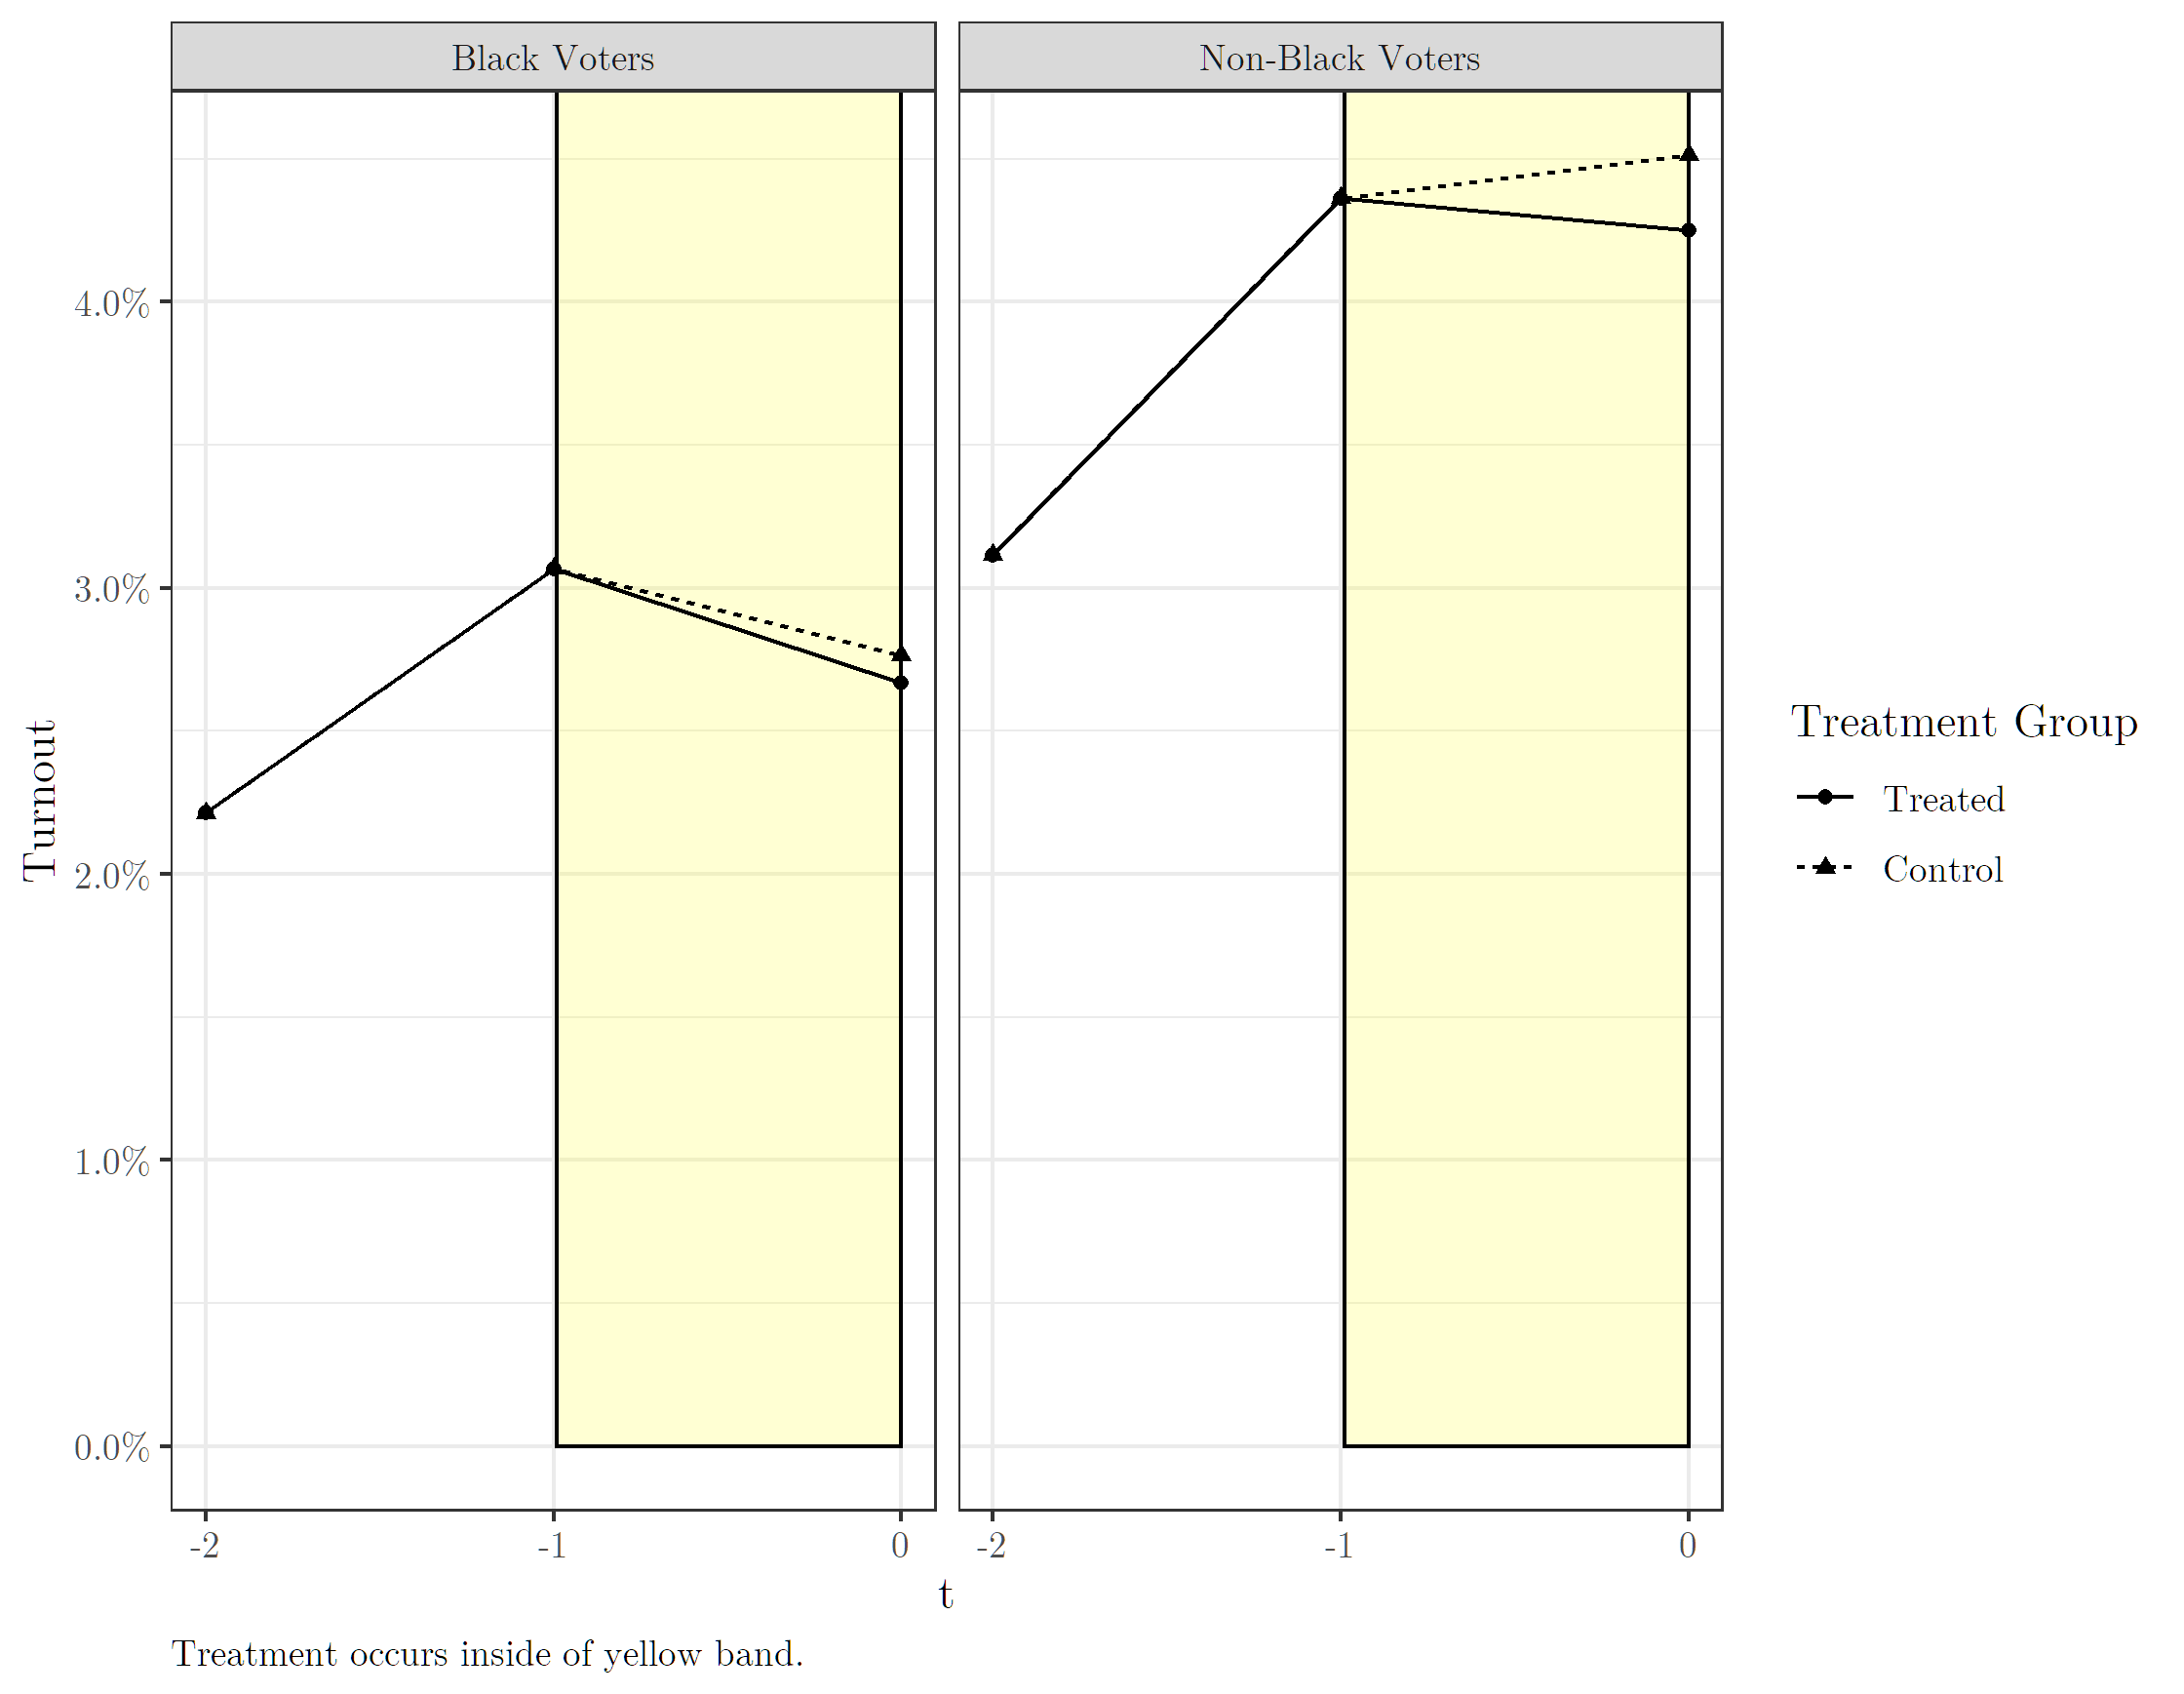 Black Voters
Non-Black Voters
Turnout
4.0%
3.0%
2.0%
1.0%
0.0%
-2
-1
0
-2
-1
0
t
Treatment Group
Treated
Control
Treatment occurs inside of yellow band.